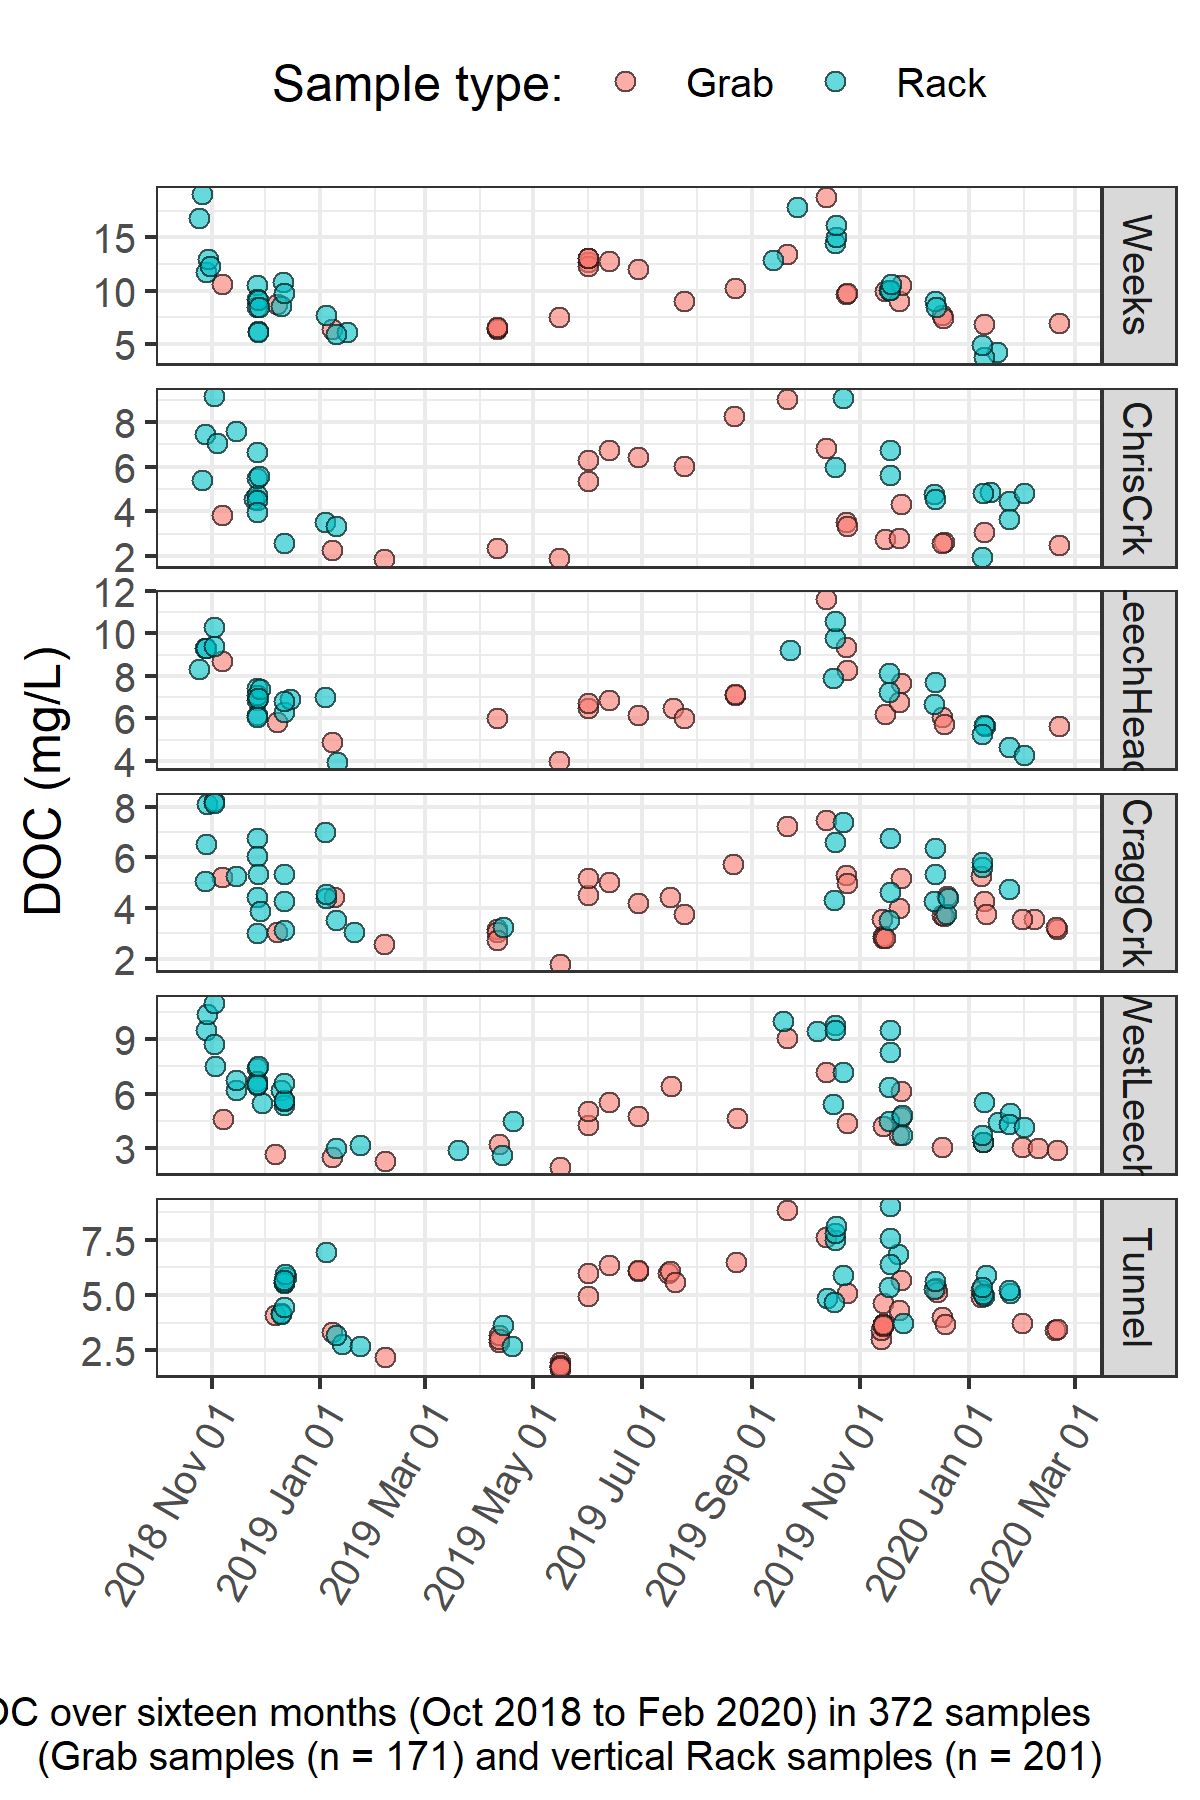 Sample type: Grab Rack
15
10
5
Weeks
8
6
4
2
ChrisCrk
12
10
8
6
4
LeechHead
8
6
4
2
CraggCrk
9
6
3
WestLeech
7.5
5.0
2.5
Tunnel
DOC (mg/L)
2018 Nov 01
2019 Jan 01
2019 Mar 01
2019 May 01
2019 Jul 01
2019 Sep 01
2019 Nov 01
2020 Jan 01
2020 Mar 01
OC over sixteen months (Oct 2018 to Feb 2020) in 372 samples
(Grab samples (n = 171) and vertical Rack samples (n = 201)